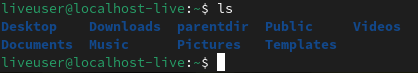 liveuser@localhost-live:~$ ls
Desktop Downloads parentdir Public Videos
Documents Music Pictures Templates
liveuser@localhost-live:~$